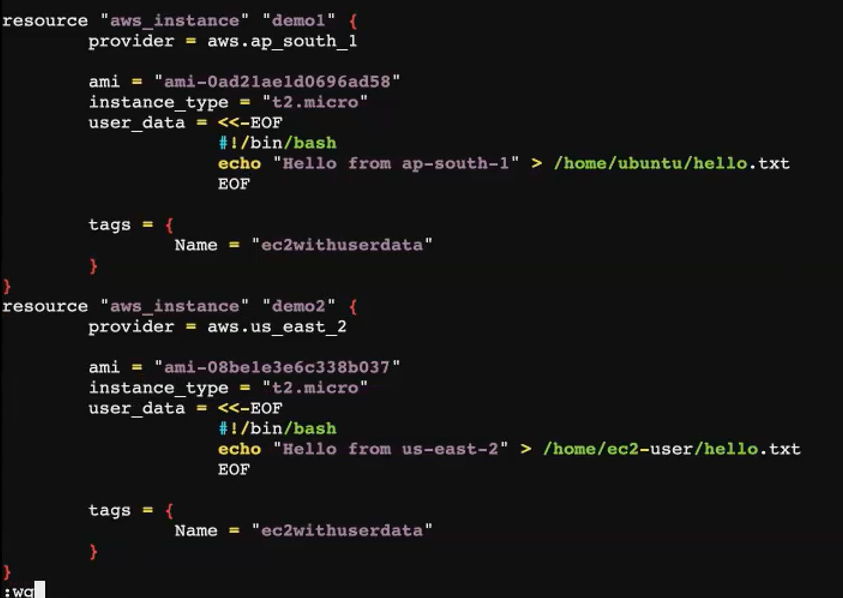 resource "aws_instance" "demo1" {
provider = aws.ap_south_1
ami = "ami-0ad21ae1d0696ad58"
instance_type = "t2.micro"
user_data = <<-EOF
#!/bin/bash
echo "Hello from ap-south-1" > /home/ubuntu/hello.txt
EOF
tags = {
Name = "ec2withuserdata"
}
}
resource "aws_instance" "demo2" {
provider = aws.us_east_2
ami = "ami-08be1e3e6c338b037"
instance_type = "t2.micro"
user_data = <<-EOF
#!/bin/bash
echo "Hello from us-east-2" > /home/ec2-user/hello.txt
EOF
tags = {
Name = "ec2withuserdata"
}
}
:wq